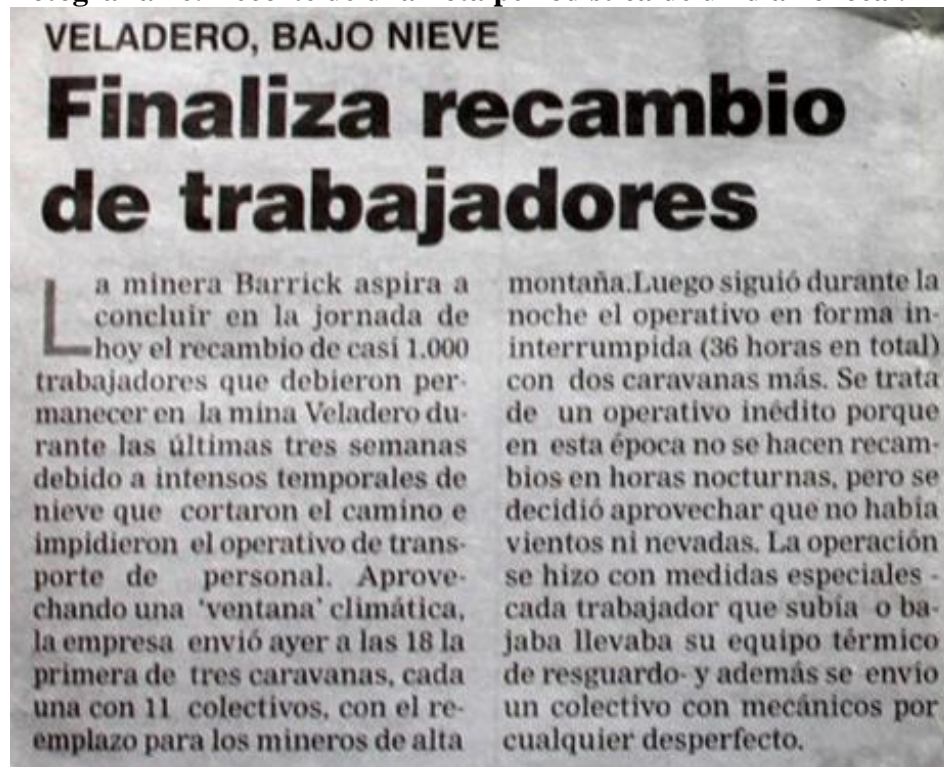 VELADERO, BAJO NIEVE
Finaliza recambio
de trabajadores
La minera Barrick aspira a
concluir en la jornada de
hoy el recambio de casi 1.000
trabajadores que debieron per-
manecer en la mina Veladero du-
rante las últimas tres semanas
debido a intensos temporales de
nieve que cortaron el camino e
impidieron el operativo de trans-
porte de personal. Aprove-
chando una 'ventana' climática,
la empresa envió ayer a las 18 la
primera de tres caravanas, cada
una con 11 colectivos, con el re-
emplazo para los mineros de alta
montaña.Luego siguió durante la
noche el operativo en forma in-
interrumpida (36 horas en total)
con dos caravanas más. Se trata
de un operativo inédito porque
en esta época no se hacen recam-
bios en horas nocturnas, pero se
decidió aprovechar que no había
vientos ni nevadas. La operación
se hizo con medidas especiales -
cada trabajador que subía o ba-
jaba llevaba su equipo térmico
de resguardo- y además se envío
un colectivo con mecánicos por
cualquier desperfecto.